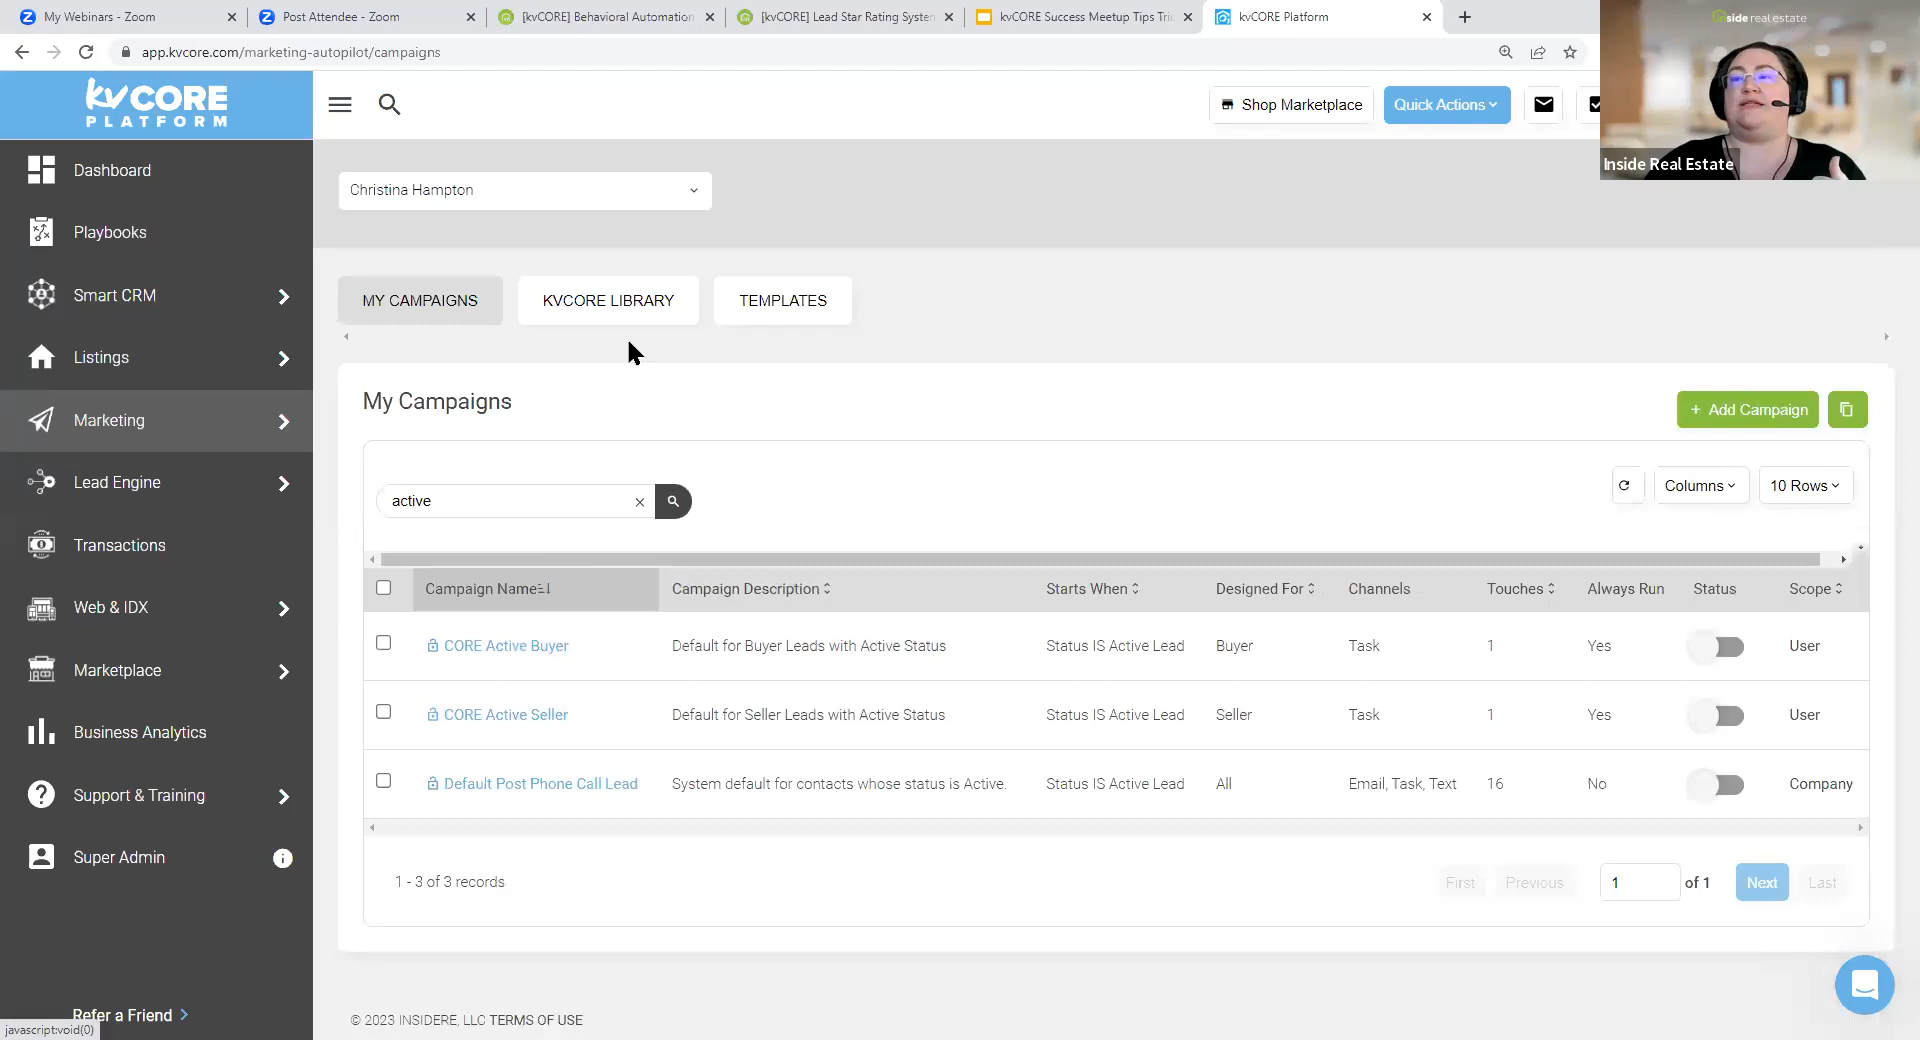 My Webinars - Zoom
Post Attendee - Zoom
[kvCORE] Behavioral Automation
[kvCORE] Lead Star Rating System
kvCORE Success Meetup Tips Tri
kvCORE Platform
app.kvcore.com/marketing-autopilot/campaigns
inside real estate
Inside Real Estate
kvCORE
PLATFORM
Shop Marketplace
Quick Actions
Dashboard
Playbooks
Smart CRM
Listings
Marketing
Lead Engine
Transactions
Web & IDX
Marketplace
Business Analytics
Support & Training
Super Admin
Refer a Friend
javascript:void(0)
Christina Hampton
MY CAMPAIGNS
KVCORE LIBRARY
TEMPLATES
My Campaigns
+ Add Campaign
active
Columns
10 Rows
Campaign Name Campaign Description Starts When Designed For Channels Touches Always Run Status Scope
CORE Active Buyer Default for Buyer Leads with Active Status Status IS Active Lead Buyer Task 1 Yes User
CORE Active Seller Default for Seller Leads with Active Status Status IS Active Lead Seller Task 1 Yes User
Default Post Phone Call Lead System default for contacts whose status is Active. Status IS Active Lead All Email, Task, Text 16 No Company
1 - 3 of 3 records
First Previous 1 of 1 Next Last
© 2023 INSIDERE, LLC TERMS OF USE